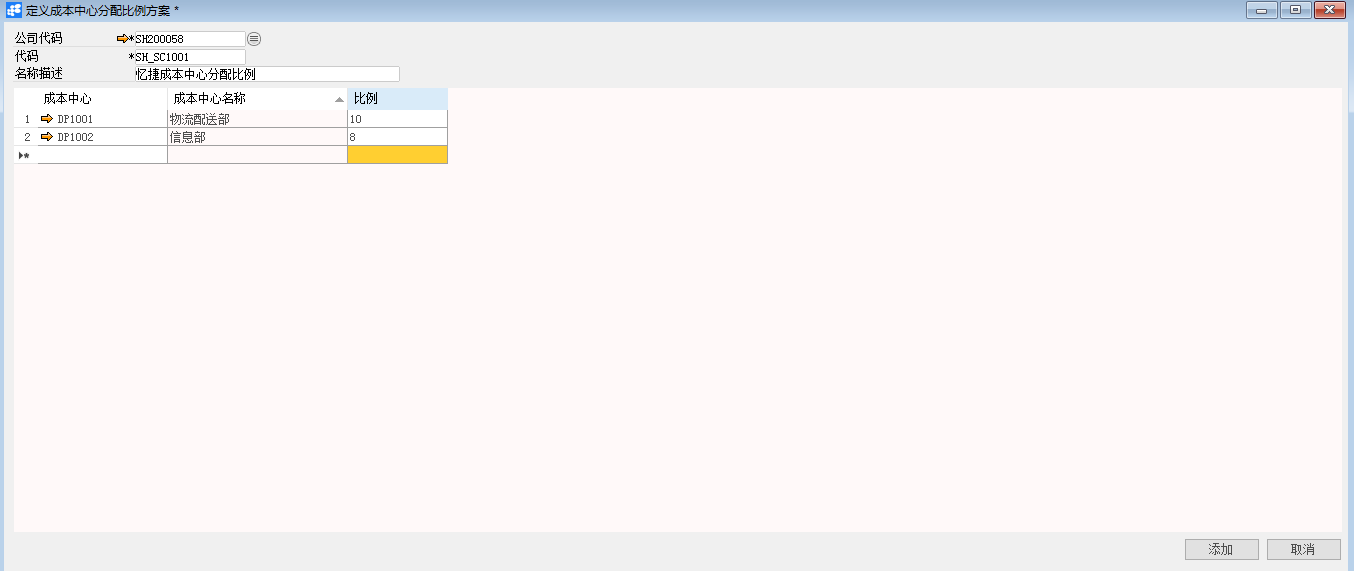 定义成本中心分配比例方案 *
公司代码 *SH200058
代码 *SH_SC1001
名称描述 忆捷成本中心分配比例
成本中心 成本中心名称 比例
1 DP1001 物流配送部 10
2 DP1002 信息部 8
*
添加 取消